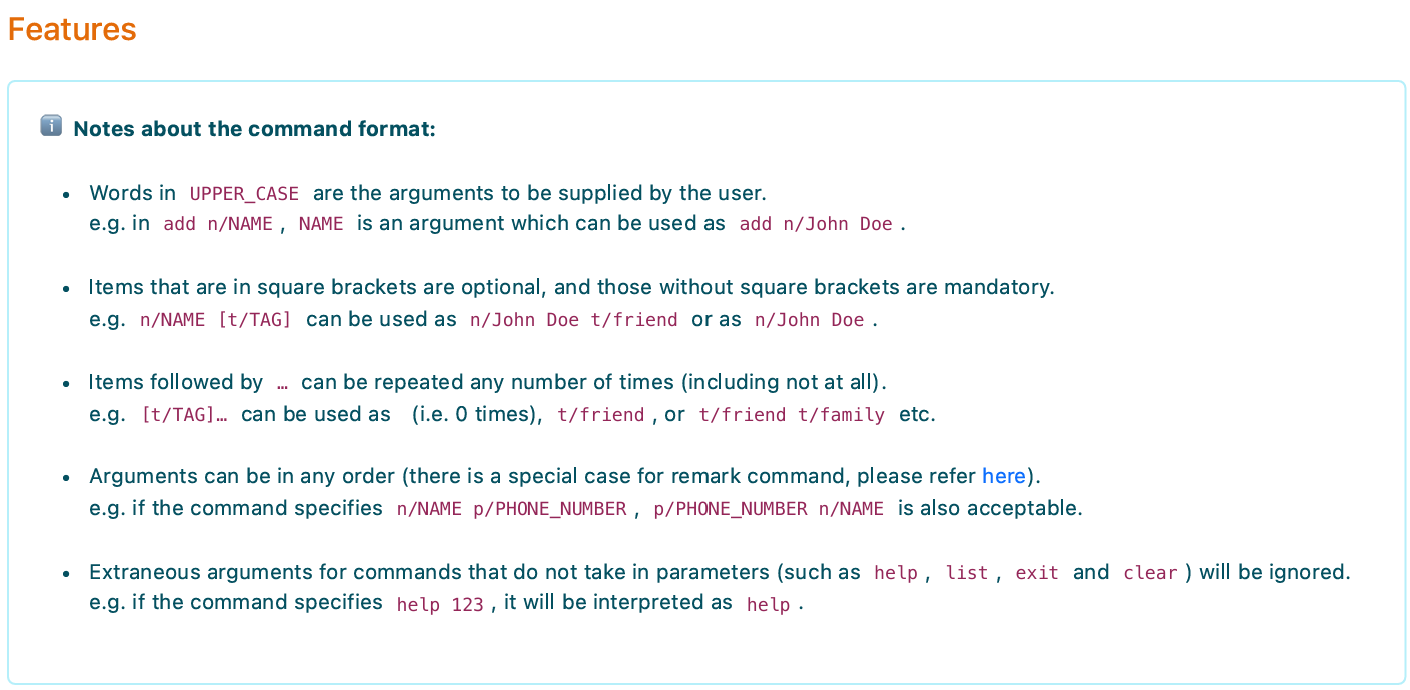 Features
ℹ️ Notes about the command format:
• Words in UPPER_CASE are the arguments to be supplied by the user.
e.g. in add n/NAME, NAME is an argument which can be used as add n/John Doe.
• Items that are in square brackets are optional, and those without square brackets are mandatory.
e.g. n/NAME [t/TAG] can be used as n/John Doe t/friend or as n/John Doe.
• Items followed by … can be repeated any number of times (including not at all).
e.g. [t/TAG]… can be used as (i.e. 0 times), t/friend, or t/friend t/family etc.
• Arguments can be in any order (there is a special case for remark command, please refer here).
e.g. if the command specifies n/NAME p/PHONE_NUMBER, p/PHONE_NUMBER n/NAME is also acceptable.
• Extraneous arguments for commands that do not take in parameters (such as help, list, exit and clear) will be ignored.
e.g. if the command specifies help 123, it will be interpreted as help.